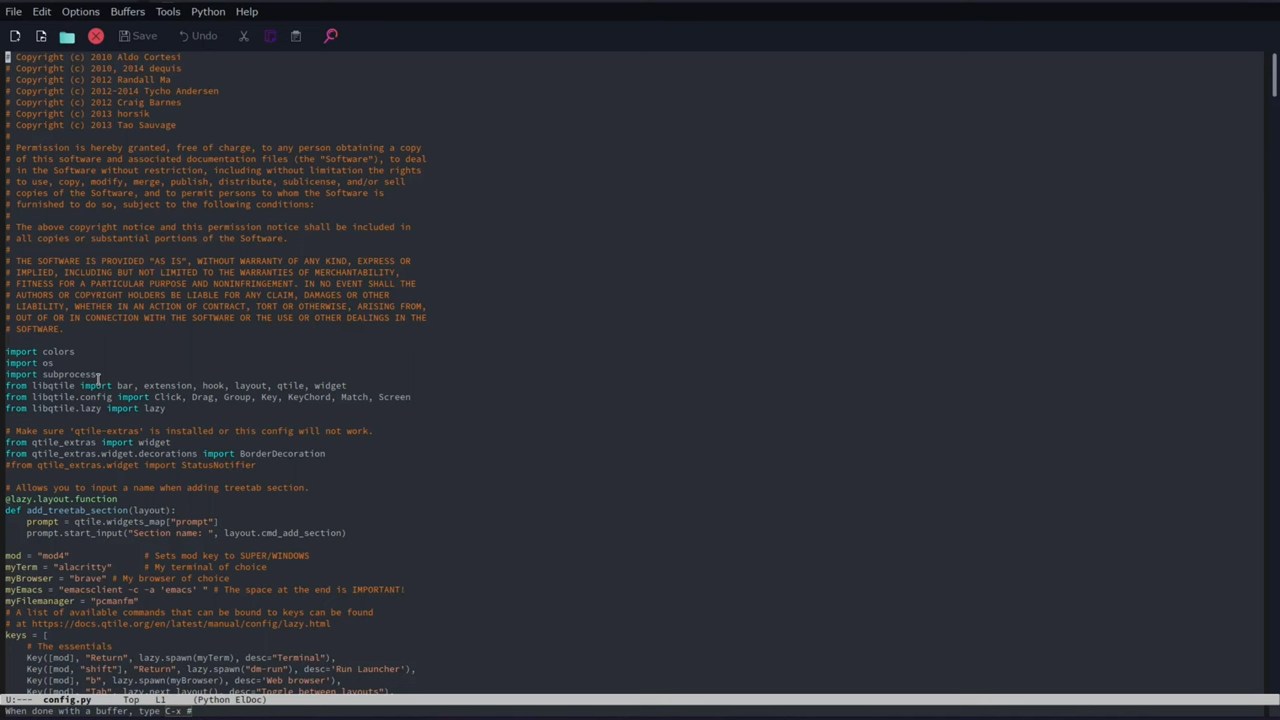 File Edit Options Buffers Tools Python Help
Save Undo
# Copyright (c) 2010 Aldo Cortesi
# Copyright (c) 2010, 2014 dequis
# Copyright (c) 2012 Randall Ma
# Copyright (c) 2012-2014 Tycho Andersen
# Copyright (c) 2012 Craig Barnes
# Copyright (c) 2013 horsik
# Copyright (c) 2013 Tao Sauvage
#
# Permission is hereby granted, free of charge, to any person obtaining a copy
# of this software and associated documentation files (the "Software"), to deal
# in the Software without restriction, including without limitation the rights
# to use, copy, modify, merge, publish, distribute, sublicense, and/or sell
# copies of the Software, and to permit persons to whom the Software is
# furnished to do so, subject to the following conditions:
#
# The above copyright notice and this permission notice shall be included in
# all copies or substantial portions of the Software.
#
# THE SOFTWARE IS PROVIDED "AS IS", WITHOUT WARRANTY OF ANY KIND, EXPRESS OR
# IMPLIED, INCLUDING BUT NOT LIMITED TO THE WARRANTIES OF MERCHANTABILITY,
# FITNESS FOR A PARTICULAR PURPOSE AND NONINFRINGEMENT. IN NO EVENT SHALL THE
# AUTHORS OR COPYRIGHT HOLDERS BE LIABLE FOR ANY CLAIM, DAMAGES OR OTHER
# LIABILITY, WHETHER IN AN ACTION OF CONTRACT, TORT OR OTHERWISE, ARISING FROM,
# OUT OF OR IN CONNECTION WITH THE SOFTWARE OR THE USE OR OTHER DEALINGS IN THE
# SOFTWARE.
import colors
import os
import subprocess
from libqtile import bar, extension, hook, layout, qtile, widget
from libqtile.config import Click, Drag, Group, Key, KeyChord, Match, Screen
from libqtile.lazy import lazy
# Make sure 'qtile-extras' is installed or this config will not work.
from qtile_extras import widget
from qtile_extras.widget.decorations import BorderDecoration
#from qtile_extras.widget import StatusNotifier
# Allows you to input a name when adding treetab section.
@lazy.layout.function
def add_treetab_section(layout):
    prompt = qtile.widgets_map["prompt"]
    prompt.start_input("Section name: ", layout.cmd_add_section)
mod = "mod4"              # Sets mod key to SUPER/WINDOWS
myTerm = "alacritty"      # My terminal of choice
myBrowser = "brave" # My browser of choice
myEmacs = "emacsclient -c -a 'emacs' " # The space at the end is IMPORTANT!
myFilemanager = "pcmanfm"
# A list of available commands that can be bound to keys can be found
# at https://docs.qtile.org/en/latest/manual/config/lazy.html
keys = [
    # The essentials
    Key([mod], "Return", lazy.spawn(myTerm), desc="Terminal"),
    Key([mod, "shift"], "Return", lazy.spawn("dm-run"), desc='Run Launcher'),
    Key([mod], "b", lazy.spawn(myBrowser), desc='Web browser'),
    Key([mod], "Tab", lazy.next_layout(), desc="Toggle between layouts"),
U:--- config.py Top L1 (Python ElDoc)
When done with a buffer, type C-x #